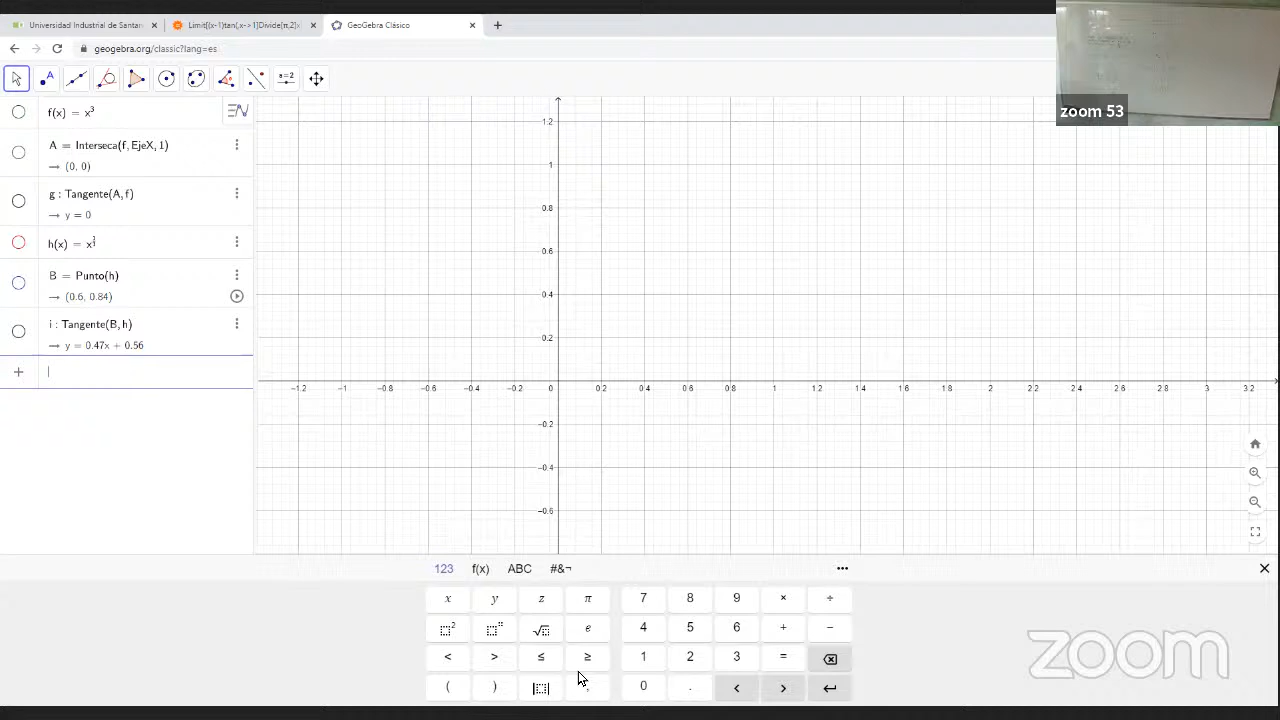 Universidad Industrial de Santar
Limit[(x-1)tan(,x->1]Divide[π,2]x
GeoGebra Clásico
geogebra.org/classic?lang=es
a=2
zoom 53
f(x) = x³
A = Interseca(f, EjeX, 1)
→ (0, 0)
g : Tangente(A, f)
→ y = 0
h(x) = x
B = Punto(h)
→ (0.6, 0.84)
i : Tangente(B, h)
→ y = 0.47x + 0.56
1.2
1
0.8
0.6
0.4
0.2
−1.2 −1 −0.8 −0.6 −0.4 −0.2 0 0.2 0.4 0.6 0.8 1 1.2 1.4 1.6 1.8 2 2.2 2.4 2.6 2.8 3 3.2
−0.2
−0.4
−0.6
123 f(x) ABC #&¬
x y z π 7 8 9 × ÷
e 4 5 6 + −
< > ≤ ≥ 1 2 3 =
( ) , 0 . < >
zoom